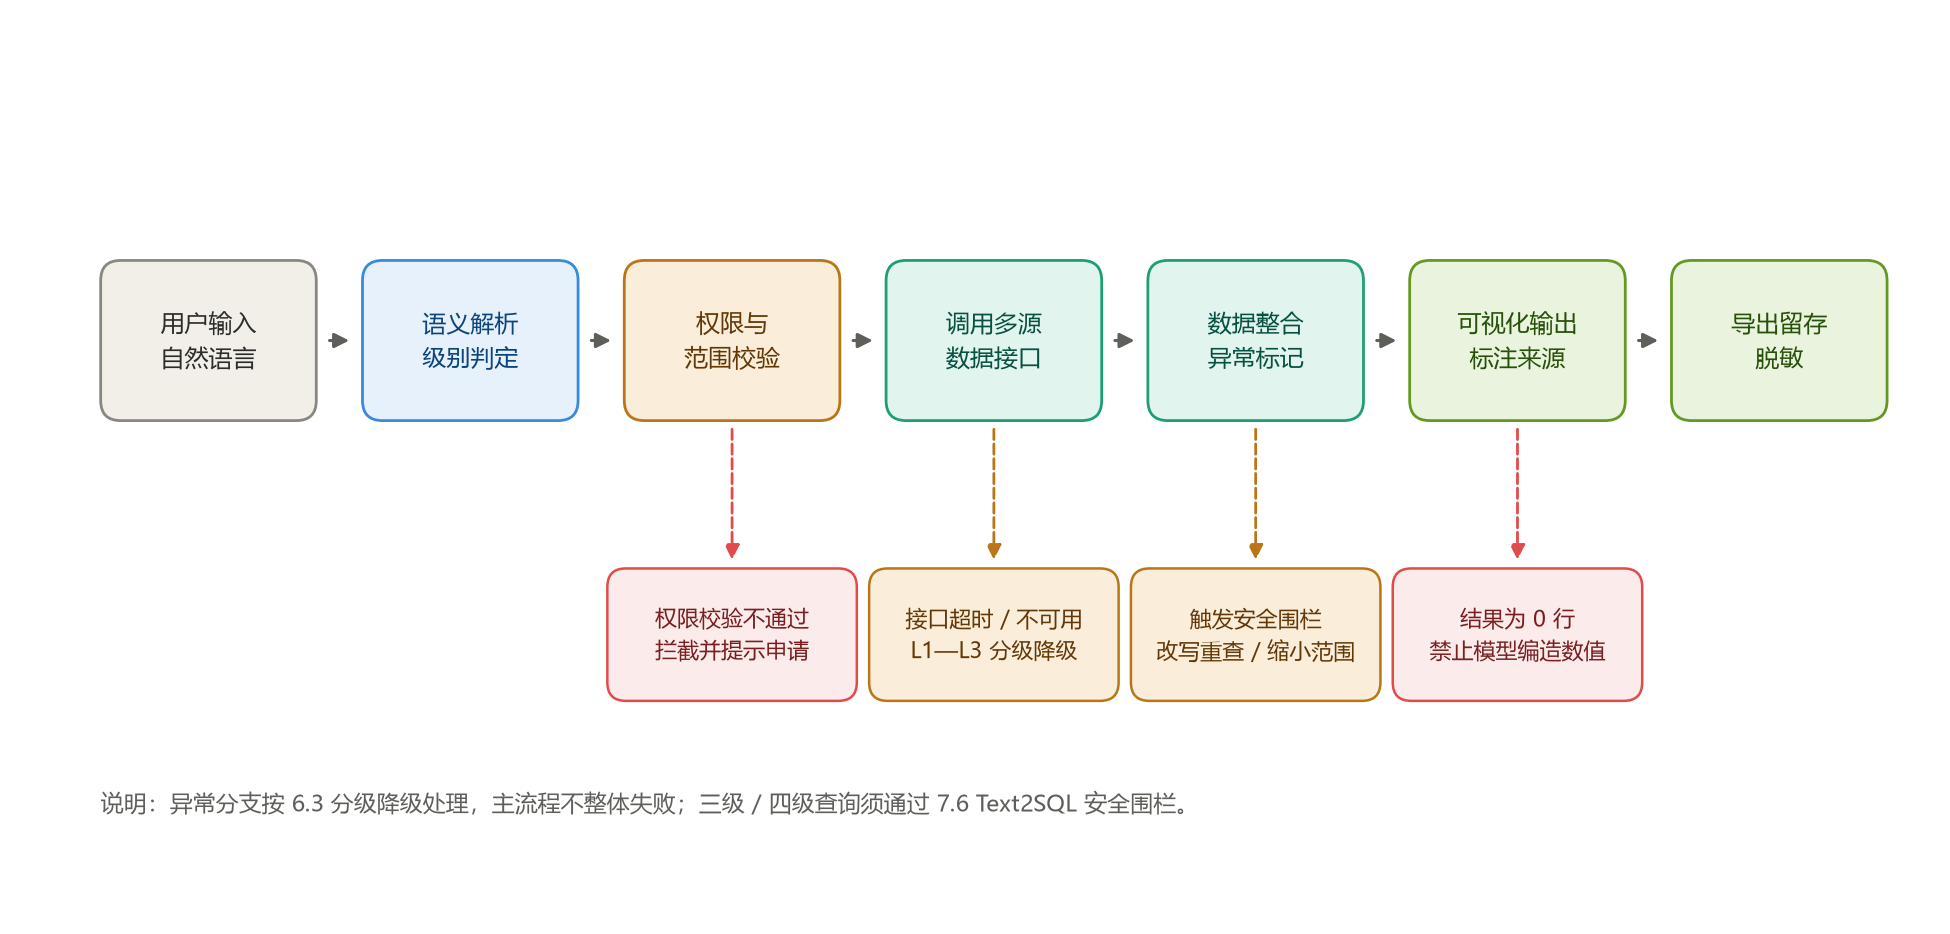 用户输入
自然语言
语义解析
级别判定
权限与
范围校验
调用多源
数据接口
数据整合
异常标记
可视化输出
标注来源
导出留存
脱敏
权限校验不通过
拦截并提示申请
接口超时 / 不可用
L1—L3 分级降级
触发安全围栏
改写重查 / 缩小范围
结果为 0 行
禁止模型编造数值
说明：异常分支按 6.3 分级降级处理，主流程不整体失败；三级 / 四级查询须通过 7.6 Text2SQL 安全围栏。